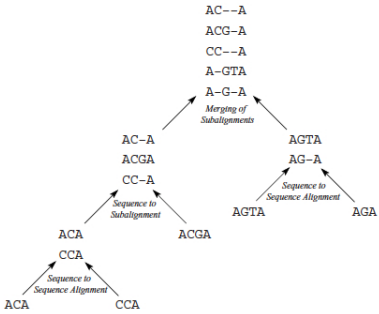 AC--A
ACG-A
CC--A
A-GTA
A-G-A
Merging of
Subalignments
AC-A
ACGA
CC-A
AGTA
AG-A
Sequence to
Subalignment
Sequence to
Sequence Alignment
ACA
CCA
ACGA
AGTA
AGA
Sequence to
Sequence Alignment
ACA
CCA